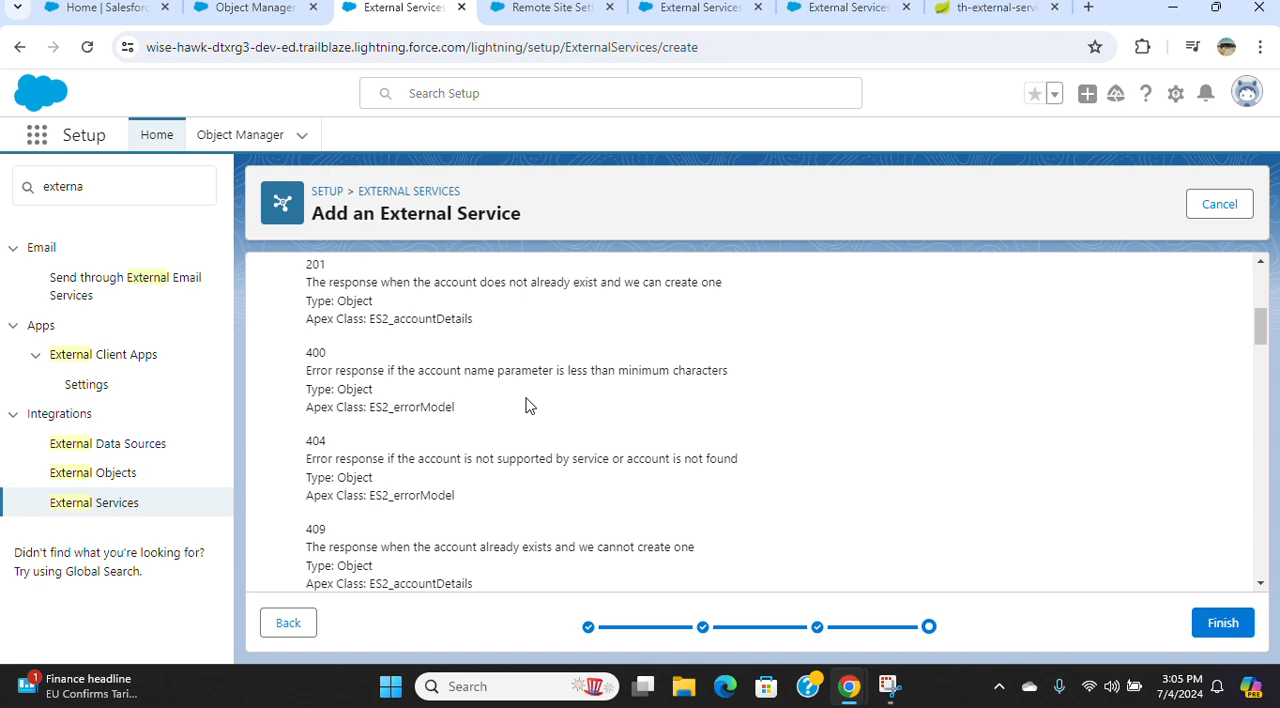 Home | Salesforc
Object Manager
External Services
Remote Site Sett
External Services
External Services
th-external-servi
wise-hawk-dtxrg3-dev-ed.trailblaze.lightning.force.com/lightning/setup/ExternalServices/create
Search Setup
Setup
Home
Object Manager
externa
Email
Send through External Email
Services
Apps
External Client Apps
Settings
Integrations
External Data Sources
External Objects
External Services
Didn't find what you're looking for?
Try using Global Search.
SETUP > EXTERNAL SERVICES
Add an External Service
Cancel
201
The response when the account does not already exist and we can create one
Type: Object
Apex Class: ES2_accountDetails
400
Error response if the account name parameter is less than minimum characters
Type: Object
Apex Class: ES2_errorModel
404
Error response if the account is not supported by service or account is not found
Type: Object
Apex Class: ES2_errorModel
409
The response when the account already exists and we cannot create one
Type: Object
Apex Class: ES2_accountDetails
Back
Finish
1
Finance headline
EU Confirms Tari...
Search
3:05 PM
7/4/2024
PRE